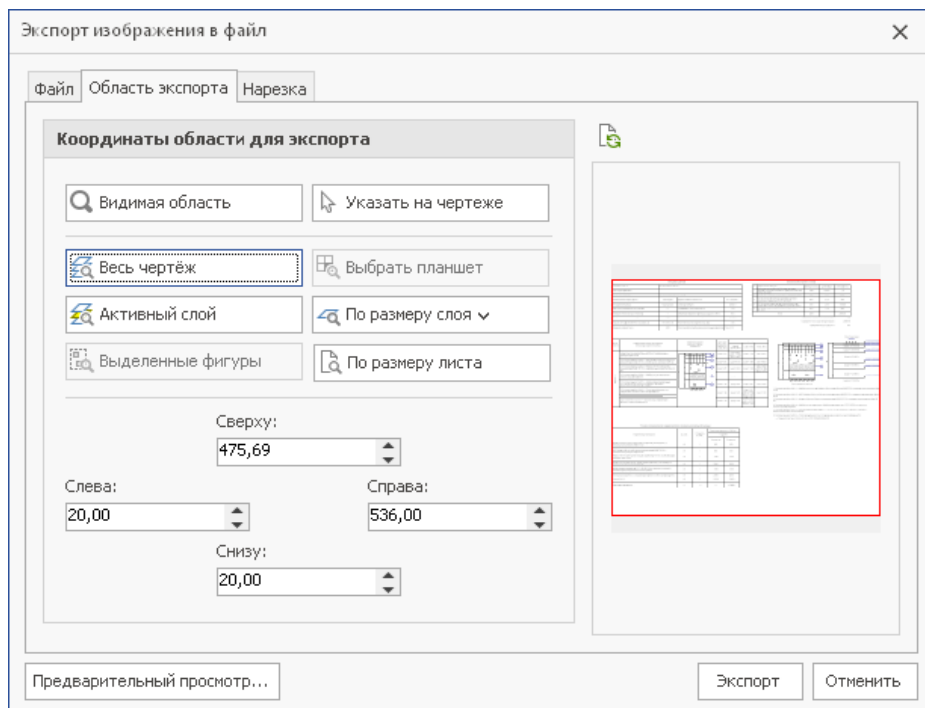 Экспорт изображения в файл
Файл
Область экспорта
Нарезка
Координаты области для экспорта
Видимая область
Указать на чертеже
Весь чертёж
Выбрать планшет
Активный слой
По размеру слоя
Выделенные фигуры
По размеру листа
Сверху:
475,69
Слева:
Справа:
20,00
536,00
Снизу:
20,00
Предварительный просмотр...
Экспорт
Отменить